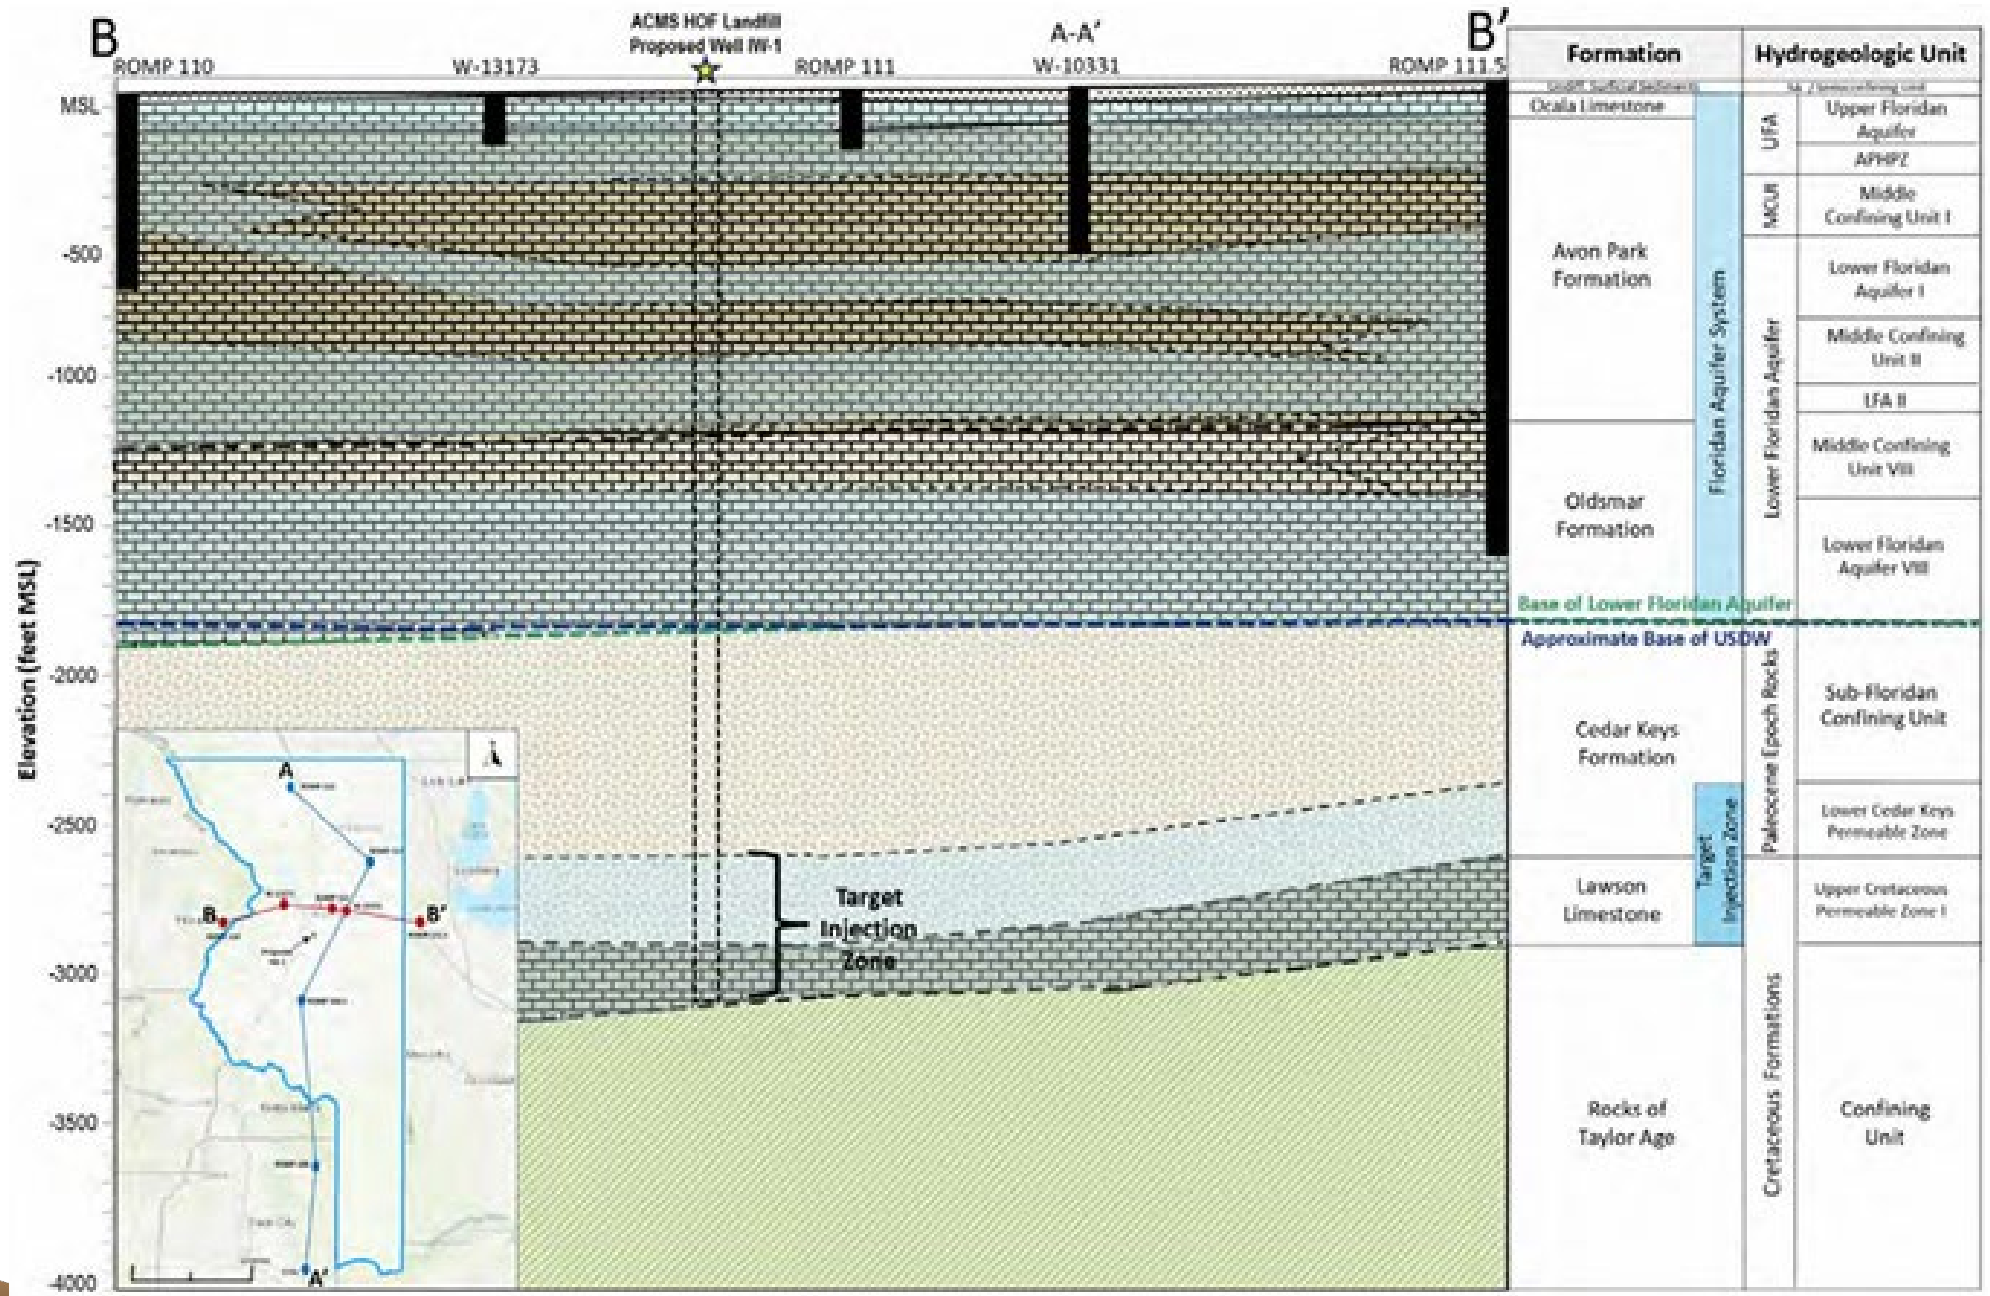 B
ROMP 110
W-13173
ACMS HOF Landfill
Proposed Well IW-1
ROMP 111
A-A′
W-10331
B′
ROMP 111.5
Elevation (feet MSL)
MSL
-500
-1000
-1500
-2000
-2500
-3000
-3500
-4000
Target
Injection
Zone
A
B
B′
A′
Formation
Hydrogeologic Unit
Undiff. Surficial Sediments
Ocala Limestone
Avon Park
Formation
Oldsmar
Formation
Base of Lower Floridan Aquifer
Approximate Base of USDW
Cedar Keys
Formation
Lawson
Limestone
Rocks of
Taylor Age
Floridan Aquifer System
Target
Injection Zone
UFA
MCUI
Lower Floridan Aquifer
Paleocene Epoch Rocks
Cretaceous Formations
Upper Floridan
Aquifer
APHPZ
Middle
Confining Unit I
Lower Floridan
Aquifer I
Middle Confining
Unit II
LFA II
Middle Confining
Unit VIII
Lower Floridan
Aquifer VIII
Sub-Floridan
Confining Unit
Lower Cedar Keys
Permeable Zone
Upper Cretaceous
Permeable Zone I
Confining
Unit